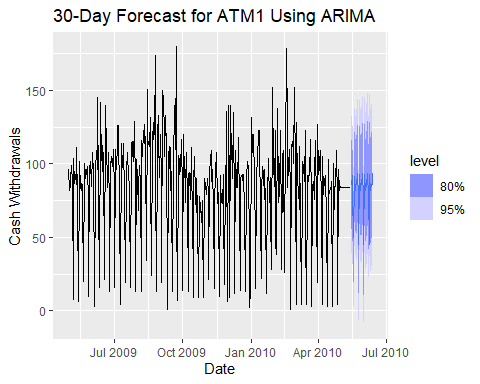 30-Day Forecast for ATM1 Using ARIMA
150
100
50
0
Cash Withdrawals
Jul 2009
Oct 2009
Jan 2010
Apr 2010
Jul 2010
Date
level
80%
95%